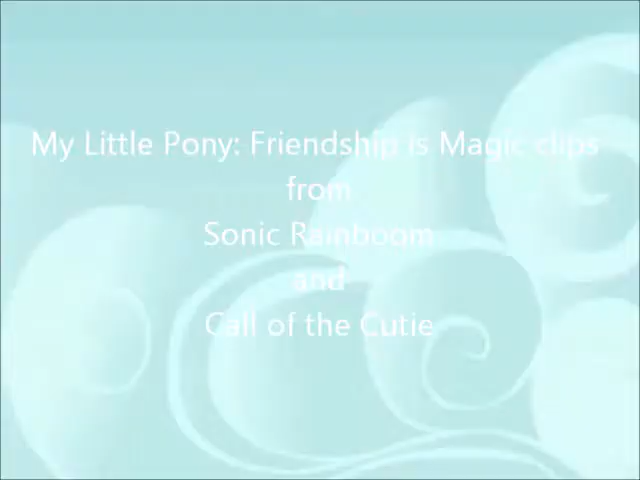 My Little Pony: Friendship is Magic clips
from
Sonic Rainboom
and
Call of the Cutie